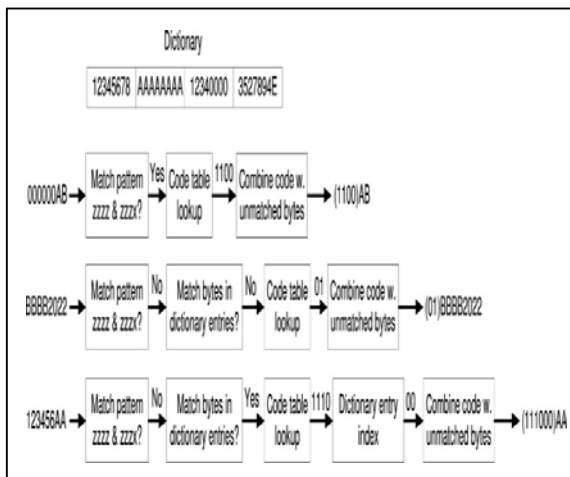 Dictionary
12345678 AAAAAAAA 12340000 3527894E
000000AB
Match pattern
zzzz & zzzx?
Yes
Code table
lookup
1100
Combine code w.
unmatched bytes
(1100)AB
BBBB2022
Match pattern
zzzz & zzzx?
No
Match bytes in
dictionary entries?
No
Code table
lookup
01
Combine code w.
unmatched bytes
(01)BBBB2022
123456AA
Match pattern
zzzz & zzzx?
No
Match bytes in
dictionary entries?
Yes
Code table
lookup
1110
Dictionary entry
index
00
Combine code w.
unmatched bytes
(111000)AA